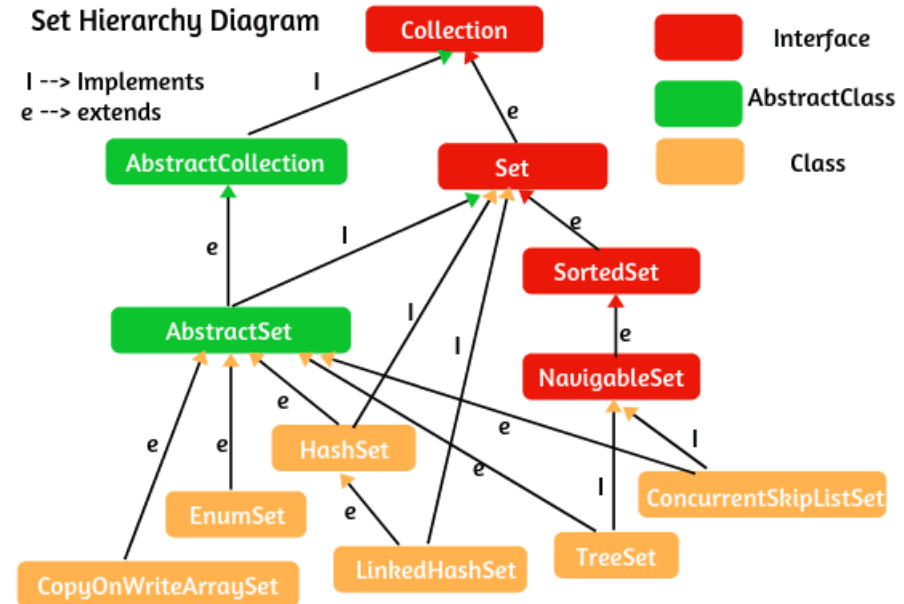 Set Hierarchy Diagram
Collection
Interface
I --> Implements
e --> extends
I
e
AbstractClass
AbstractCollection
Set
Class
e
I
e
SortedSet
I
I
e
AbstractSet
NavigableSet
e
e
e
HashSet
e
e
I
I
ConcurrentSkipListSet
EnumSet
e
CopyOnWriteArraySet
LinkedHashSet
TreeSet